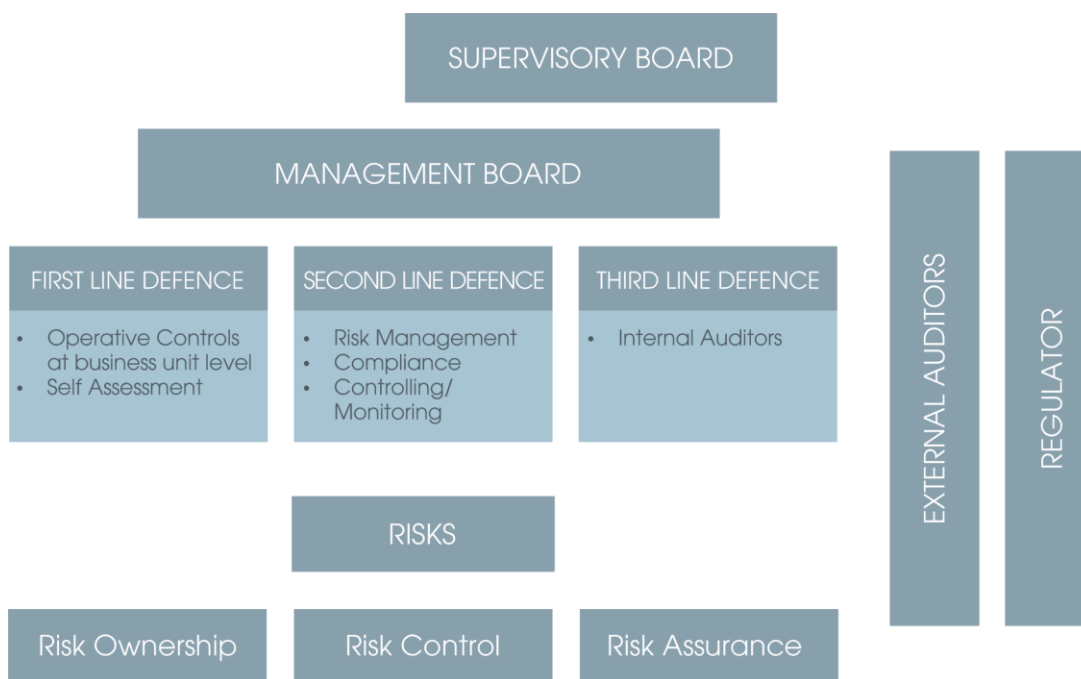 SUPERVISORY BOARD
MANAGEMENT BOARD
FIRST LINE DEFENCE
• Operative Controls
at business unit level
• Self Assessment
SECOND LINE DEFENCE
• Risk Management
• Compliance
• Controlling/
Monitoring
THIRD LINE DEFENCE
• Internal Auditors
RISKS
Risk Ownership
Risk Control
Risk Assurance
EXTERNAL AUDITORS
REGULATOR